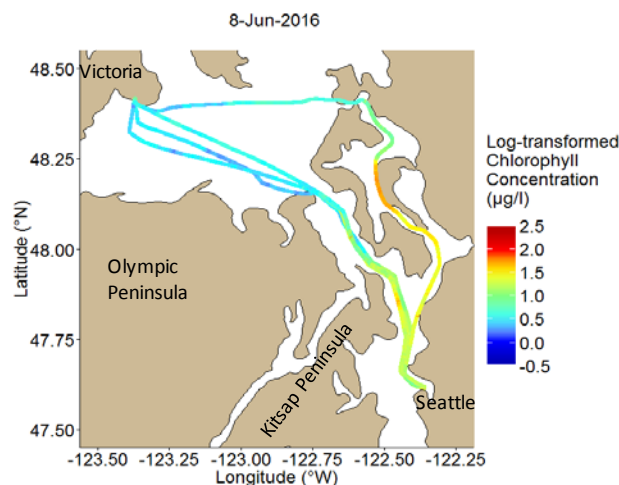 8-Jun-2016
48.50
48.25
48.00
47.75
47.50
Latitude (°N)
Victoria
Olympic
Peninsula
Kitsap Peninsula
Seattle
-123.50 -123.25 -123.00 -122.75 -122.50 -122.25
Longitude (°W)
Log-transformed
Chlorophyll
Concentration
(µg/l)
2.5
2.0
1.5
1.0
0.5
0.0
-0.5